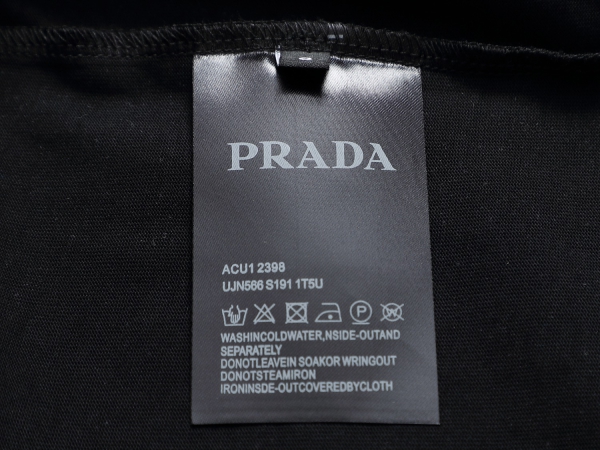 PRADA
ACU1 2398
UJN566 S191 1T5U
P
WASHINCOLDWATER,NSIDE-OUTAND
SEPARATELY
DONOTLEAVEIN SOAKOR WRINGOUT
DONOTSTEAMIRON
IRONINSDE-OUTCOVEREDBYCLOTH